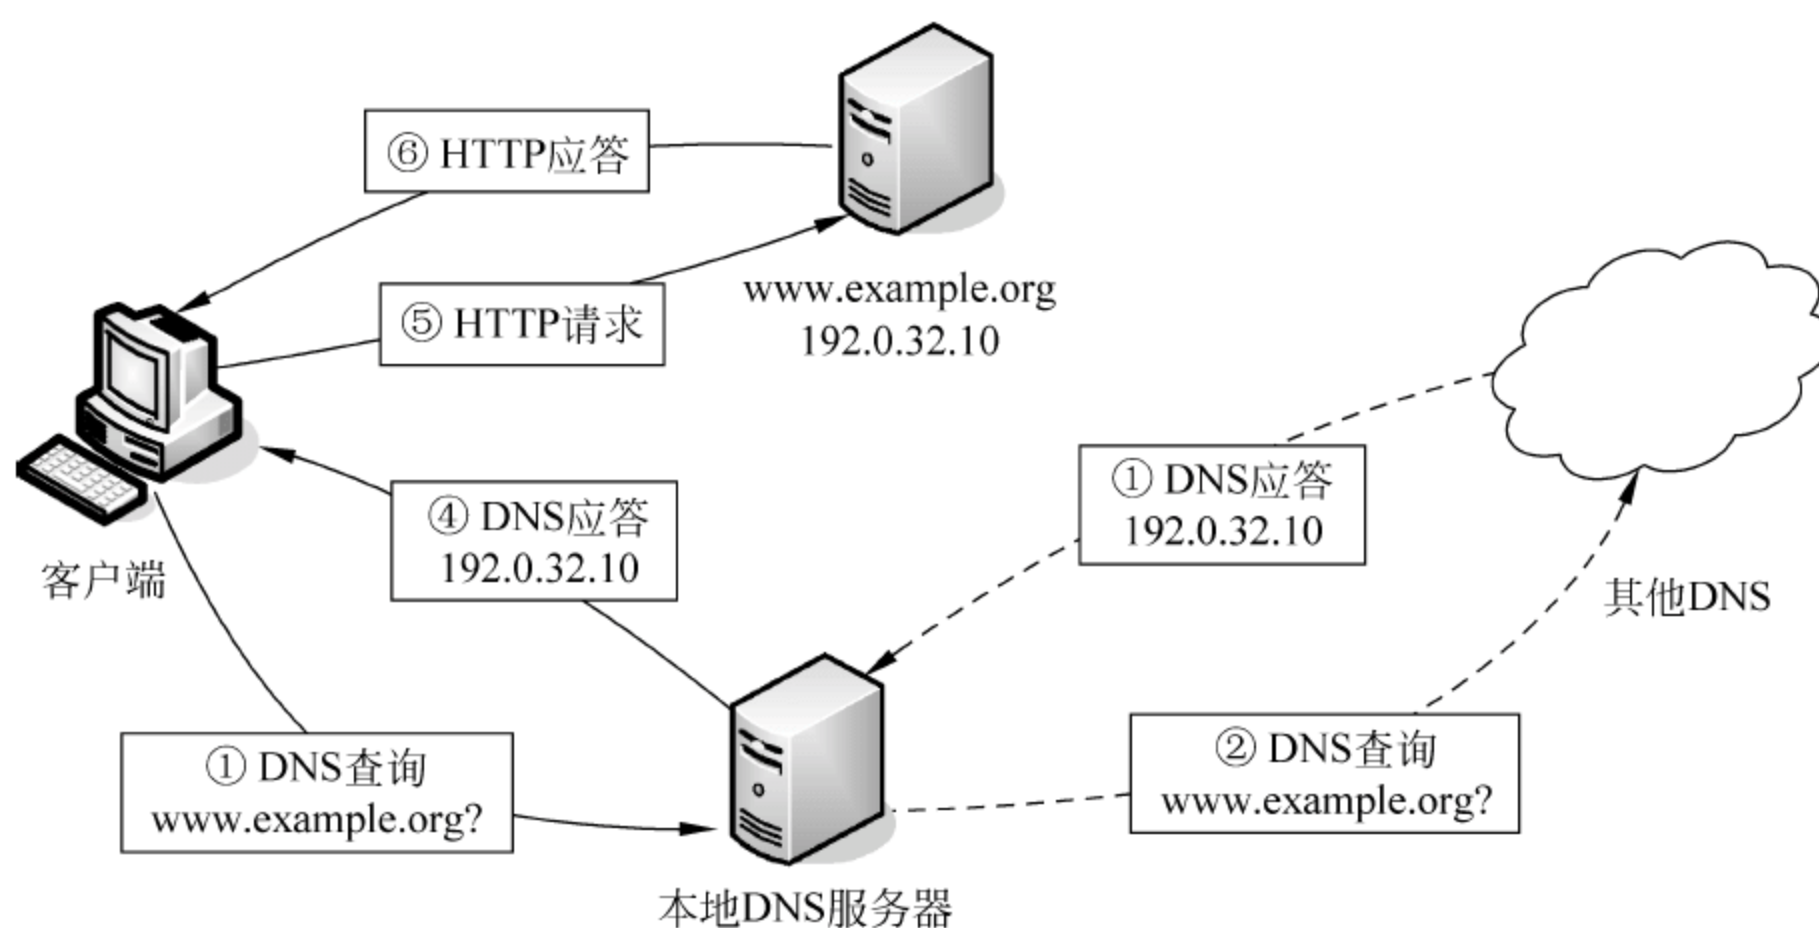 ⑥ HTTP应答
⑤ HTTP请求
www.example.org
192.0.32.10
① DNS应答
192.0.32.10
④ DNS应答
192.0.32.10
客户端
其他DNS
① DNS查询
www.example.org?
② DNS查询
www.example.org?
本地DNS服务器